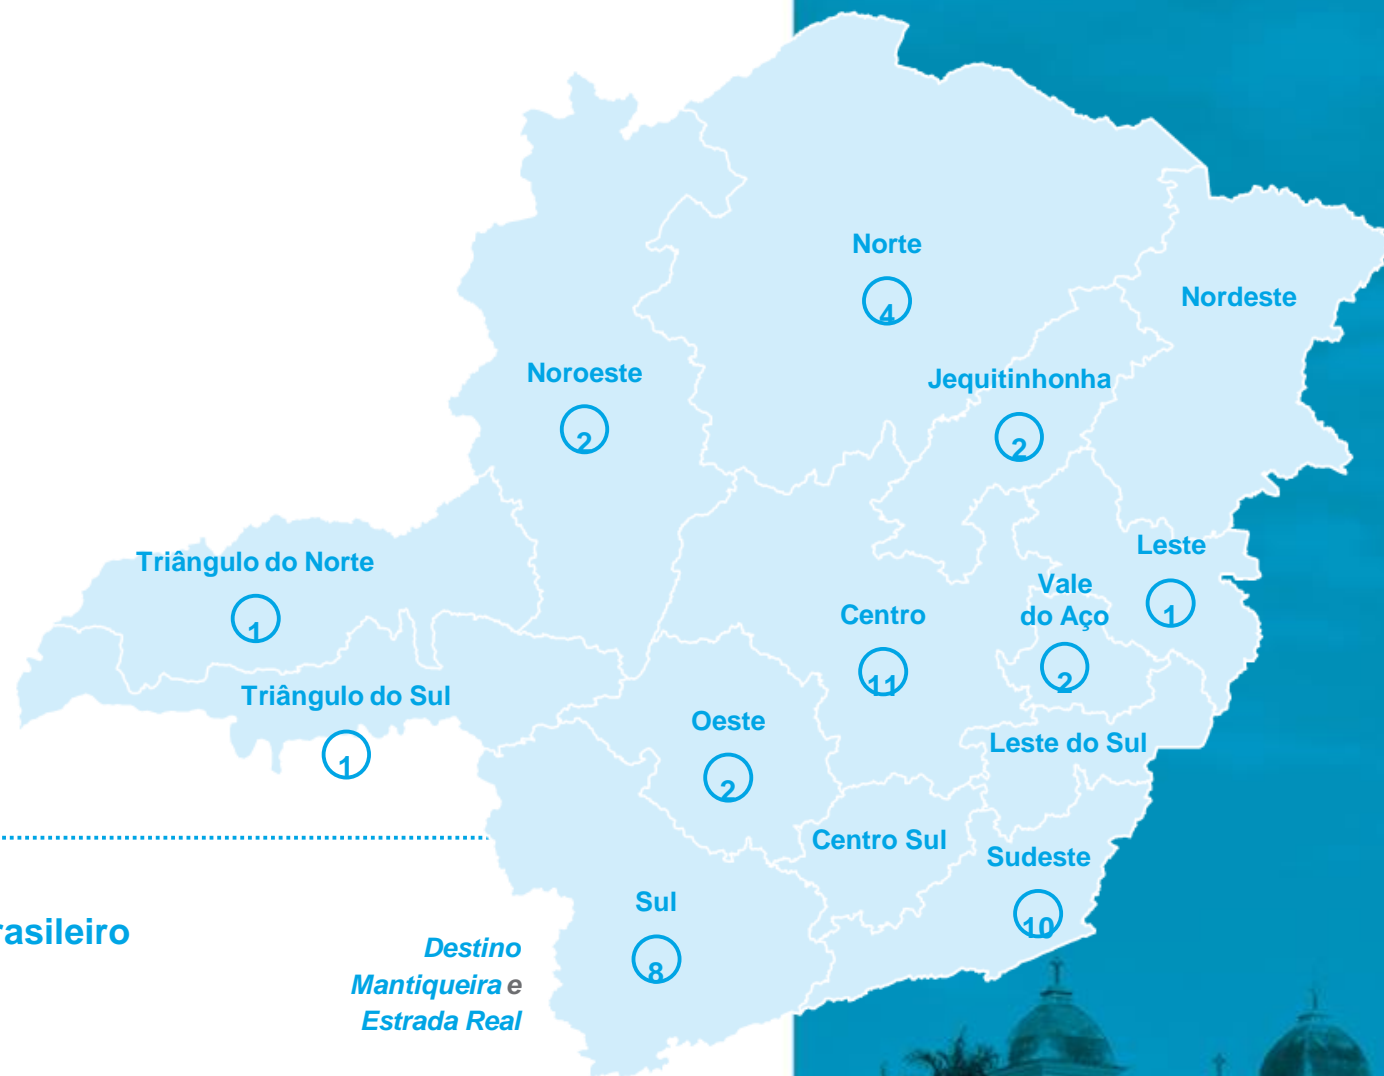 Norte
4
Nordeste
Noroeste
2
Jequitinhonha
2
Triângulo do Norte
1
Leste
1
Vale
do Aço
2
Centro
11
Triângulo do Sul
1
Oeste
2
Leste do Sul
Centro Sul
Sudeste
10
Sul
8
rasileiro
Destino
Mantiqueira e
Estrada Real